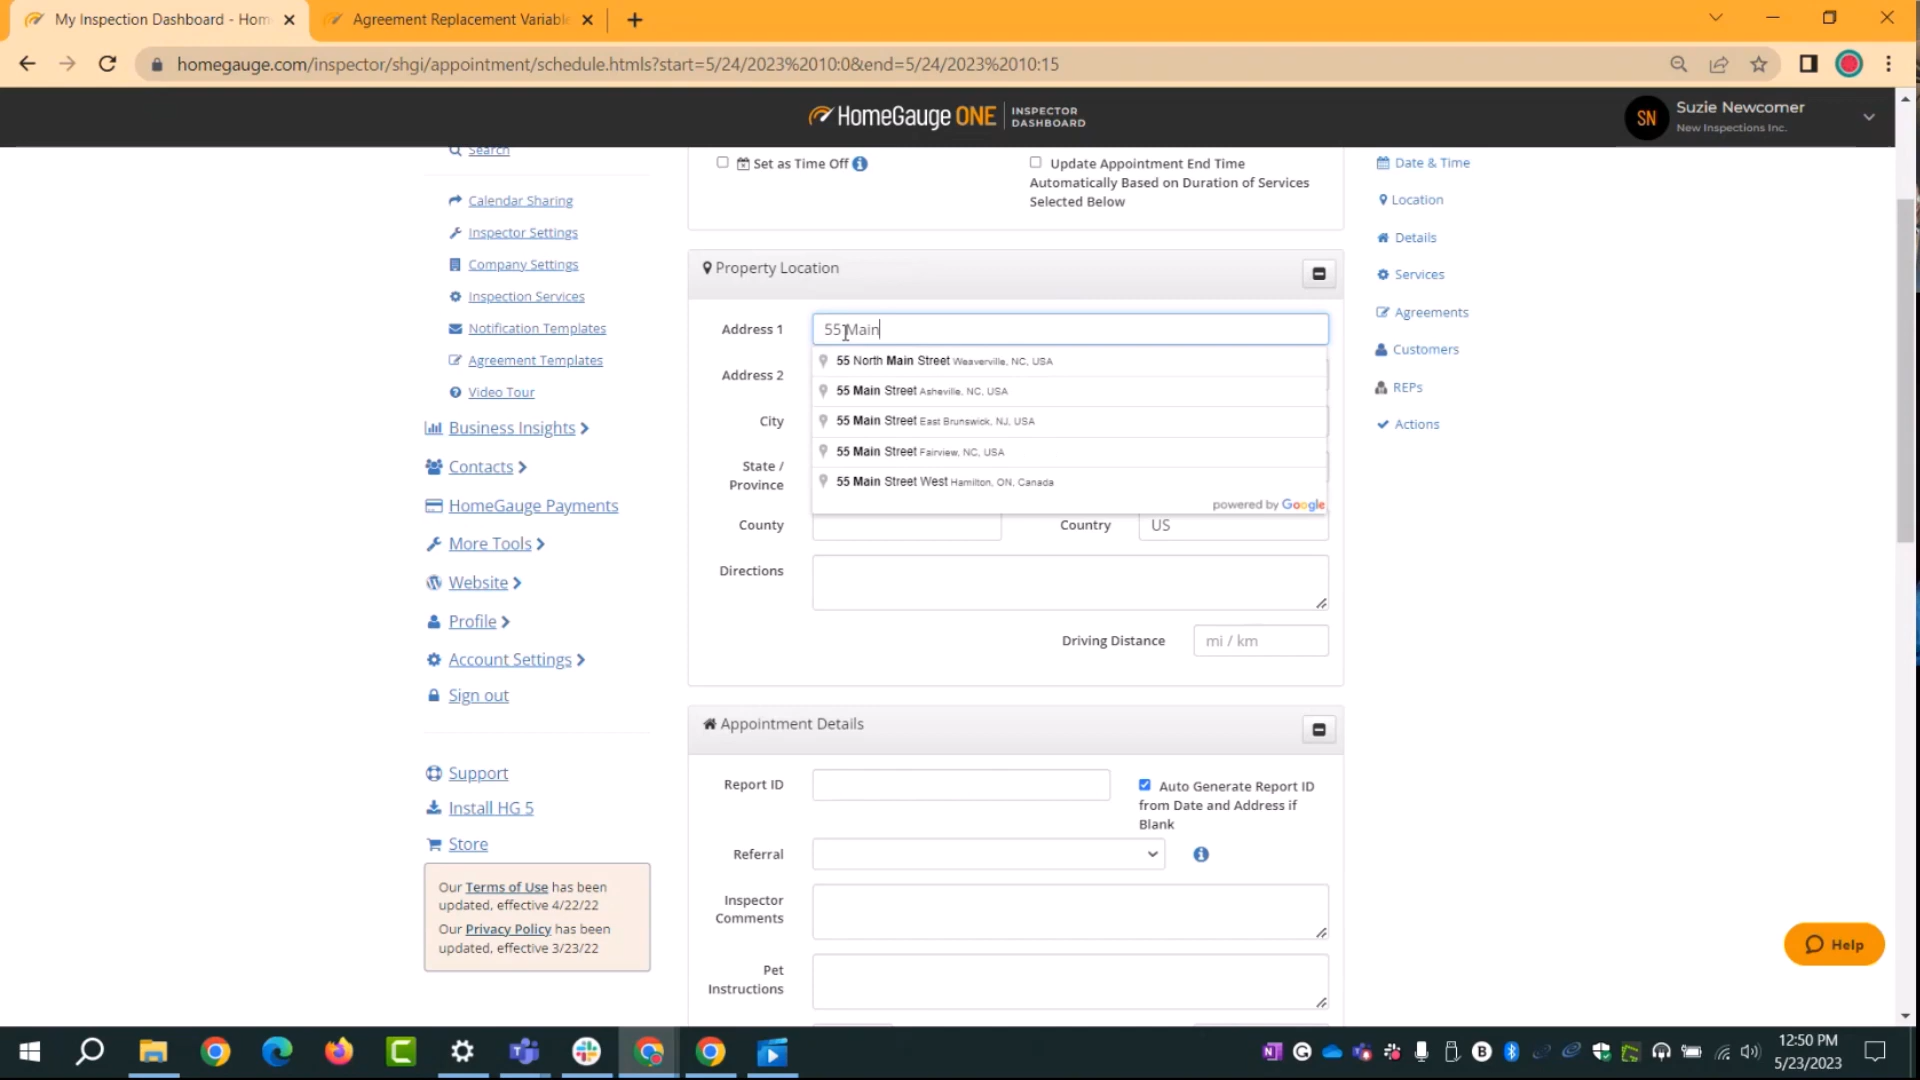 My Inspection Dashboard - Hom
Agreement Replacement Variabl
homegauge.com/inspector/shgi/appointment/schedule.htmls?start=5/24/2023%2010:0&end=5/24/2023%2010:15
HomeGauge ONE
INSPECTOR
DASHBOARD
SN
Suzie Newcomer
New Inspections Inc.
Search
Calendar Sharing
Inspector Settings
Company Settings
Inspection Services
Notification Templates
Agreement Templates
Video Tour
Business Insights
Contacts
HomeGauge Payments
More Tools
Website
Profile
Account Settings
Sign out
Support
Install HG 5
Store
Our Terms of Use has been
updated, effective 4/22/22
Our Privacy Policy has been
updated, effective 3/23/22
Set as Time Off
Update Appointment End Time
Automatically Based on Duration of Services
Selected Below
Property Location
Address 1
55 Main
55 North Main Street Weaverville, NC, USA
55 Main Street Asheville, NC, USA
55 Main Street East Brunswick, NJ, USA
55 Main Street Fairview, NC, USA
55 Main Street West Hamilton, ON, Canada
powered by Google
Address 2
City
State /
Province
County
Country
US
Directions
Driving Distance
mi / km
Appointment Details
Report ID
Auto Generate Report ID
from Date and Address if
Blank
Referral
Inspector
Comments
Pet
Instructions
Date & Time
Location
Details
Services
Agreements
Customers
REPs
Actions
Help
12:50 PM
5/23/2023